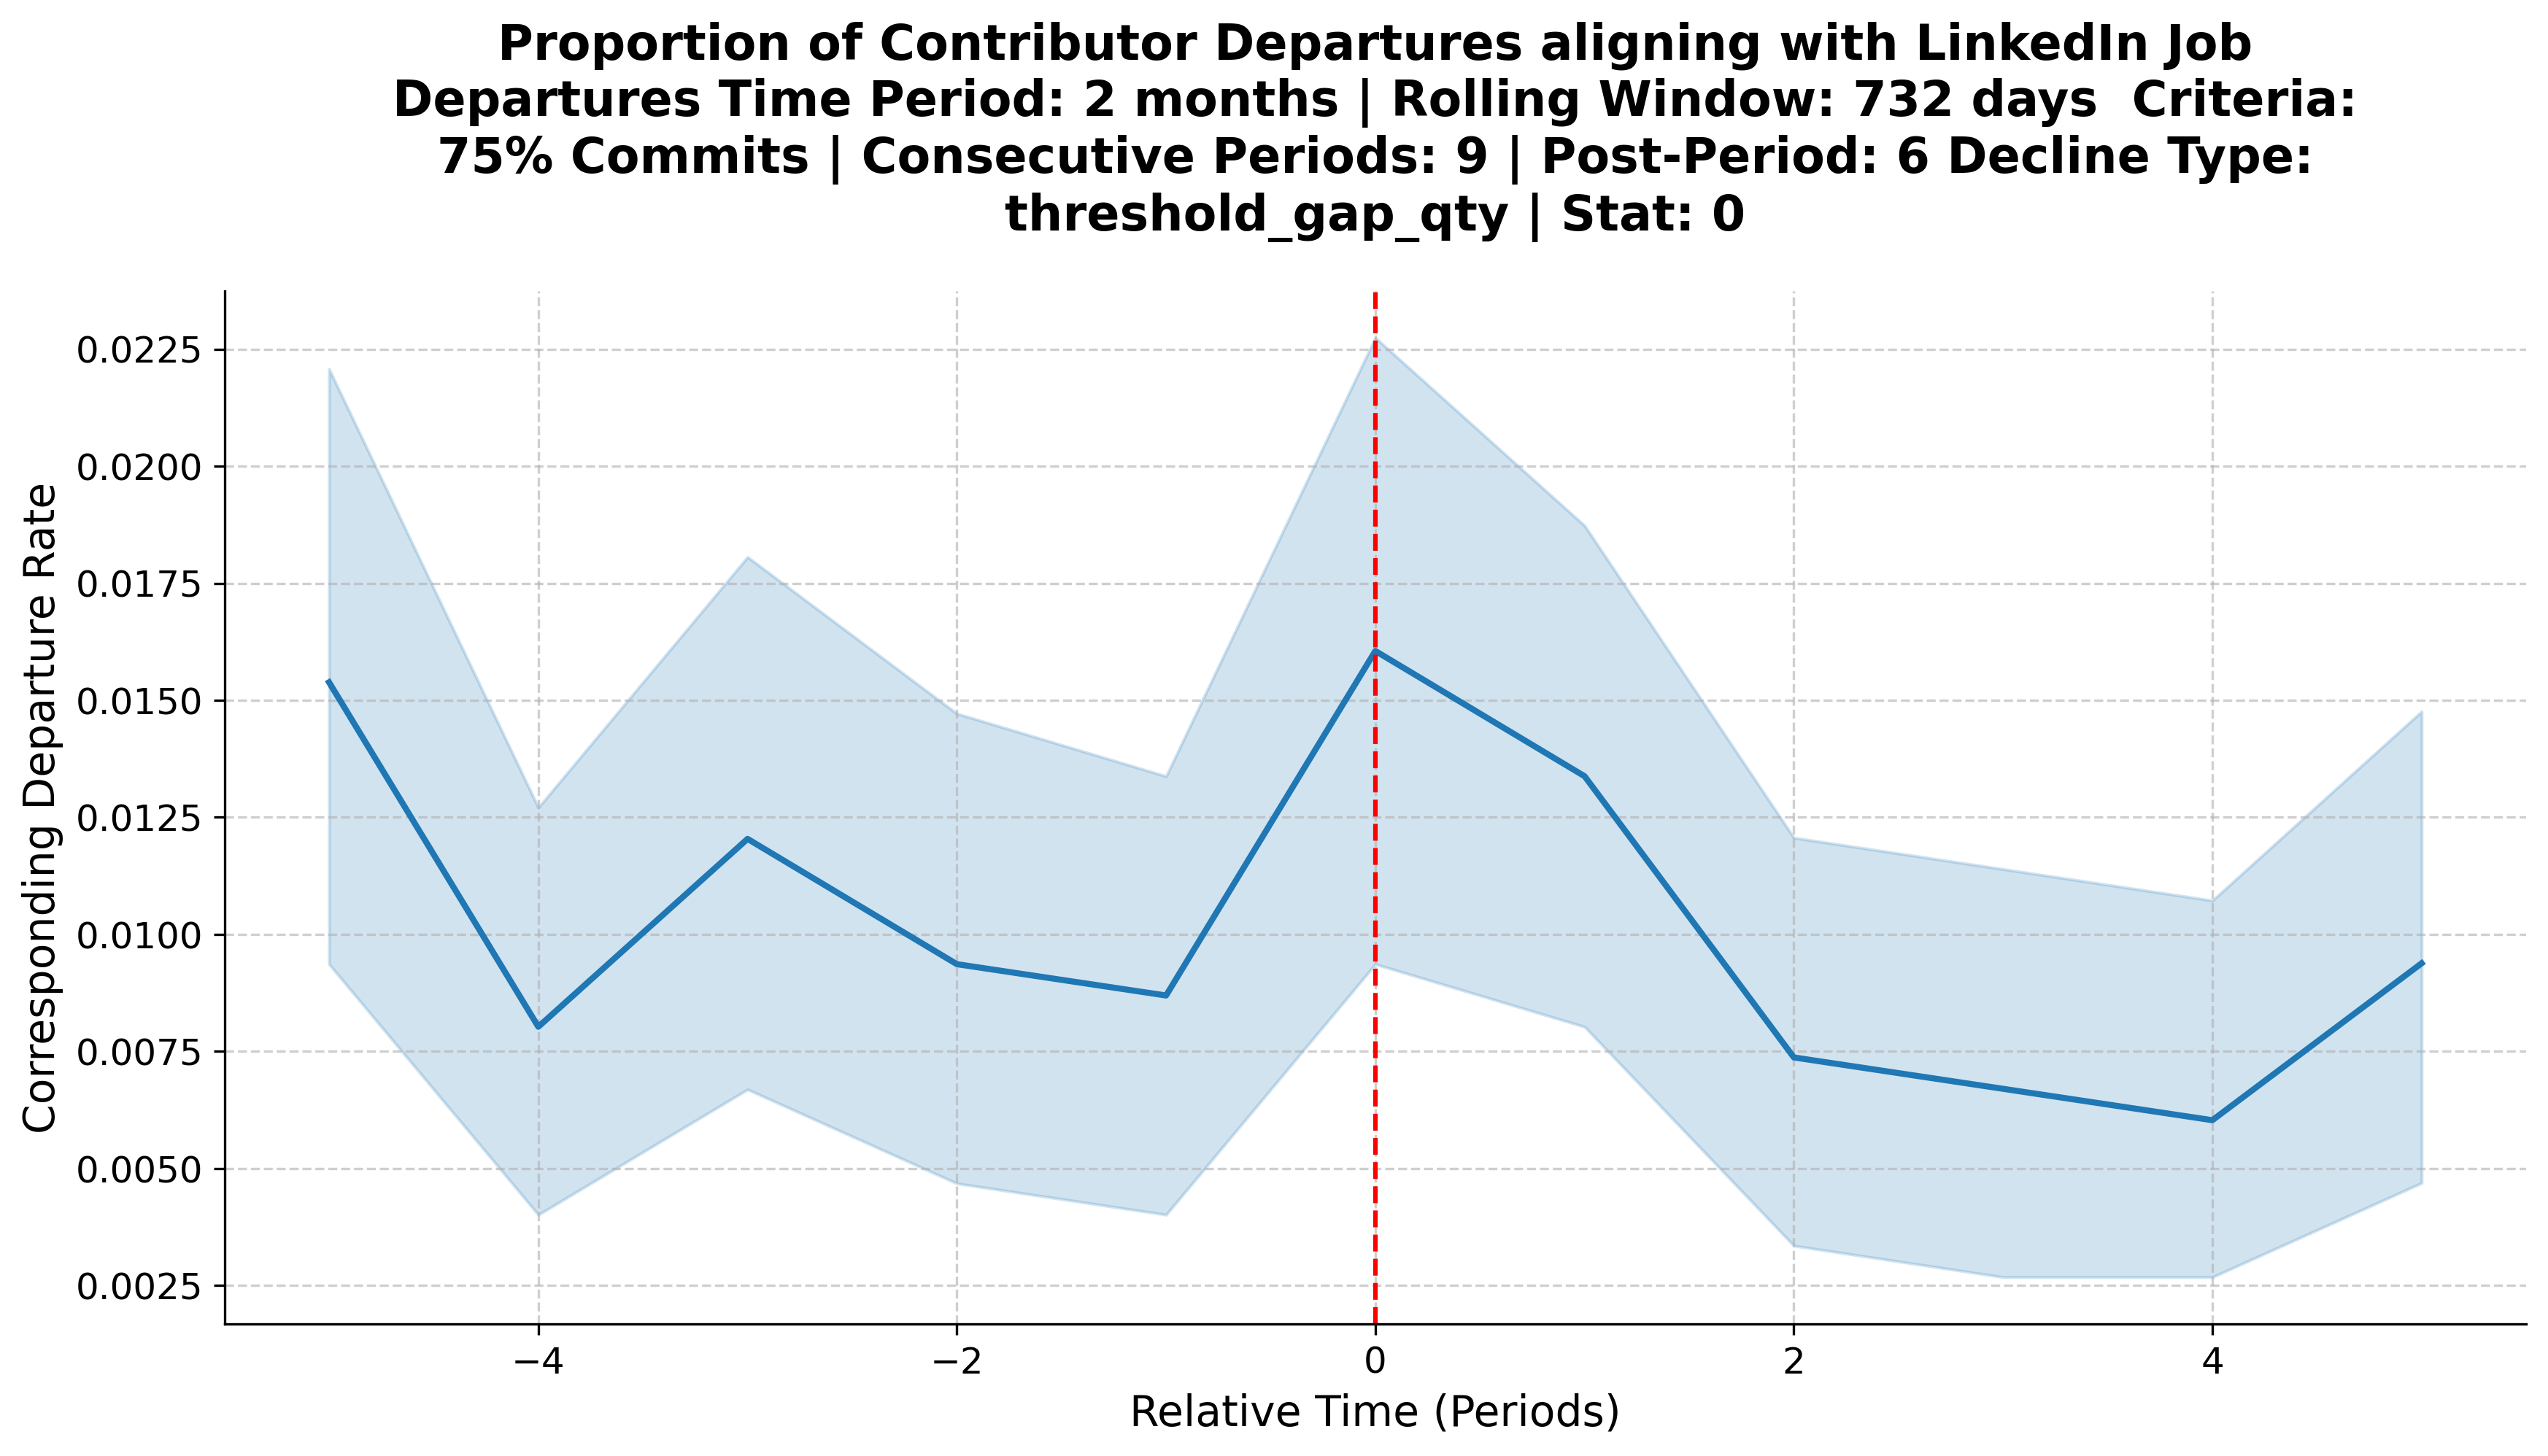 Proportion of Contributor Departures aligning with LinkedIn Job
Departures Time Period: 2 months | Rolling Window: 732 days  Criteria:
75% Commits | Consecutive Periods: 9 | Post-Period: 6 Decline Type:
threshold_gap_qty | Stat: 0
Corresponding Departure Rate
0.0225
0.0200
0.0175
0.0150
0.0125
0.0100
0.0075
0.0050
0.0025
−4
−2
0
2
4
Relative Time (Periods)